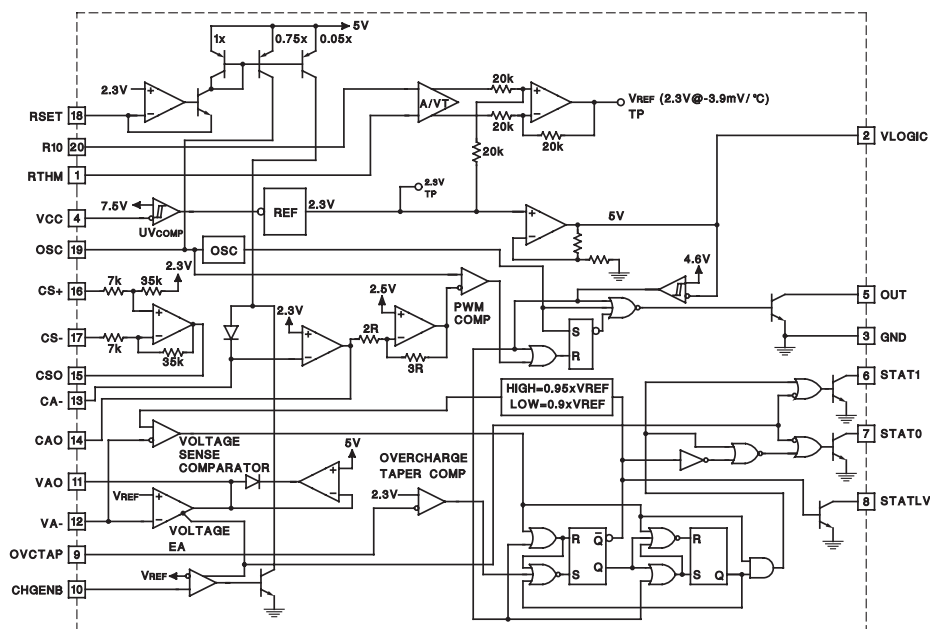 1x
0.75x
0.05x
5V
2.3V
RSET 18
R10 20
RTHM 1
VCC 4
OSC 19
CS+ 16
CS- 17
CSO 15
CA- 13
CAO 14
VAO 11
VA- 12
OVCTAP 9
CHGENB 10
A/VT
20k
20k
20k
20k
VREF (2.3V@-3.9mV/°C)
TP
2 VLOGIC
7.5V
UVCOMP
REF
2.3V
2.3V
TP
5V
OSC
4.6V
7k
35k
2.3V
7k
35k
2.3V
2R
2.5V
3R
PWM
COMP
S
R
5 OUT
3 GND
HIGH=0.95xVREF
LOW=0.9xVREF
6 STAT1
7 STAT0
8 STATLV
VOLTAGE
SENSE
COMPARATOR
5V
OVERCHARGE
TAPER COMP
2.3V
VREF
VOLTAGE
EA
VREF
R
Q
S
Q
R
S
Q